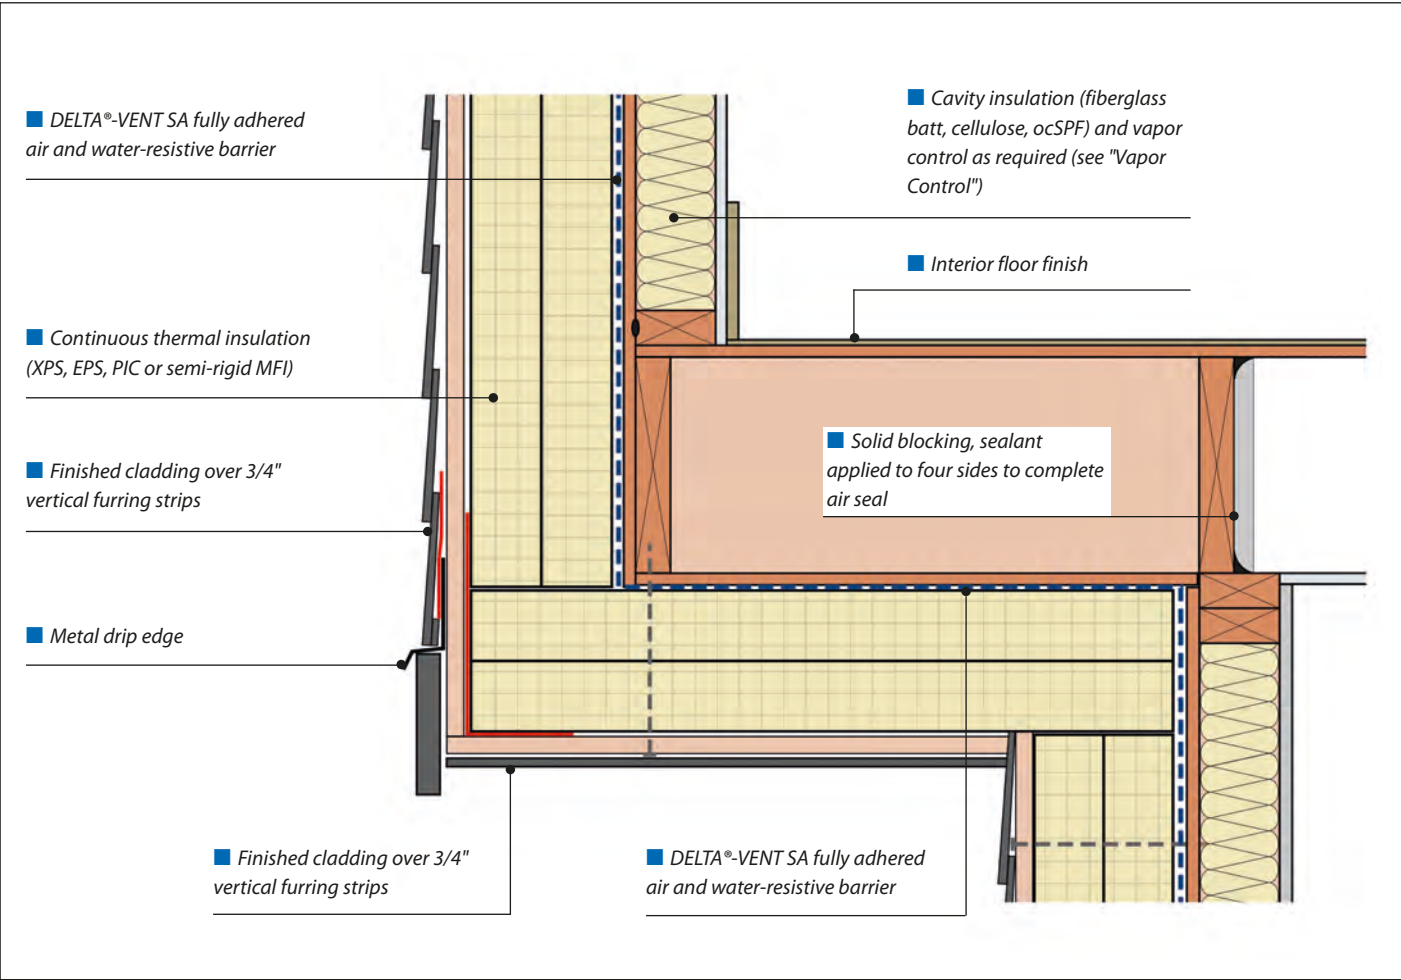 DELTA®-VENT SA fully adhered
air and water-resistive barrier
Cavity insulation (fiberglass
batt, cellulose, ocSPF) and vapor
control as required (see "Vapor
Control")
Interior floor finish
Continuous thermal insulation
(XPS, EPS, PIC or semi-rigid MFI)
Solid blocking, sealant
applied to four sides to complete
air seal
Finished cladding over 3/4"
vertical furring strips
Metal drip edge
Finished cladding over 3/4"
vertical furring strips
DELTA®-VENT SA fully adhered
air and water-resistive barrier